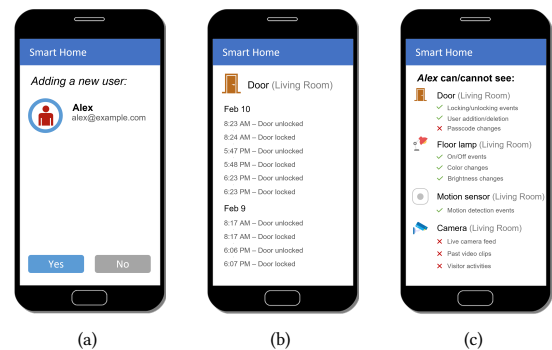 Smart Home
Adding a new user:
Alex
alex@example.com
Yes
No
(a)
Smart Home
Door (Living Room)
Feb 10
8:23 AM – Door unlocked
8:24 AM – Door locked
5:47 PM – Door unlocked
5:48 PM – Door locked
6:23 PM – Door unlocked
6:23 PM – Door locked
Feb 9
8:17 AM – Door unlocked
8:17 AM – Door locked
6:06 PM – Door unlocked
6:07 PM – Door locked
(b)
Smart Home
Alex can/cannot see:
Door (Living Room)
Locking/unlocking events
User addition/deletion
Passcode changes
Floor lamp (Living Room)
On/Off events
Color changes
Brightness changes
Motion sensor (Living Room)
Motion detection events
Camera (Living Room)
Live camera feed
Past video clips
Visitor activities
(c)